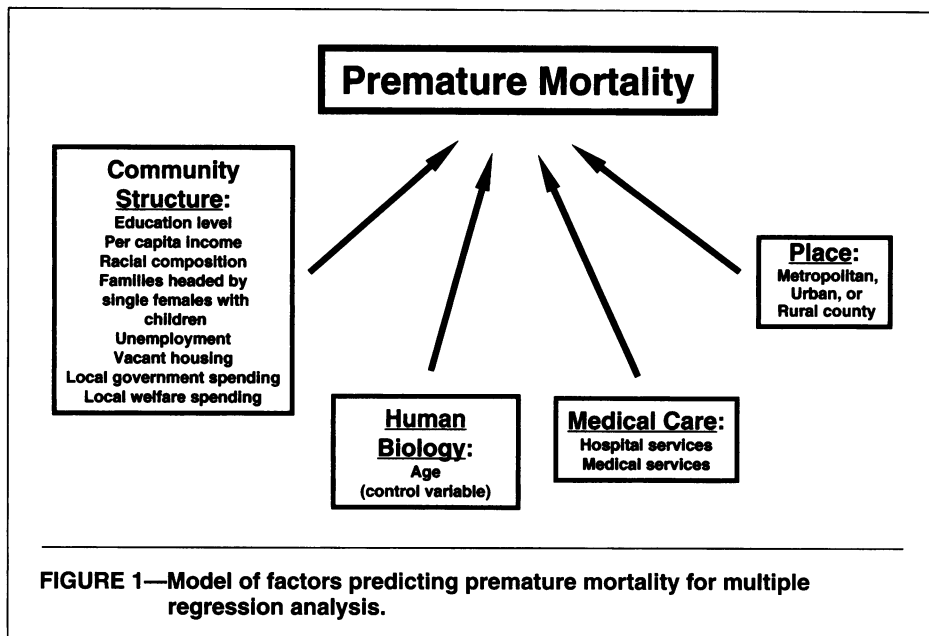 Premature Mortality
Community
Structure:
Education level
Per capita income
Racial composition
Families headed by
single females with
children
Unemployment
Vacant housing
Local government spending
Local welfare spending
Human
Biology:
Age
(control variable)
Medical Care:
Hospital services
Medical services
Place:
Metropolitan,
Urban, or
Rural county
FIGURE 1—Model of factors predicting premature mortality for multiple
regression analysis.